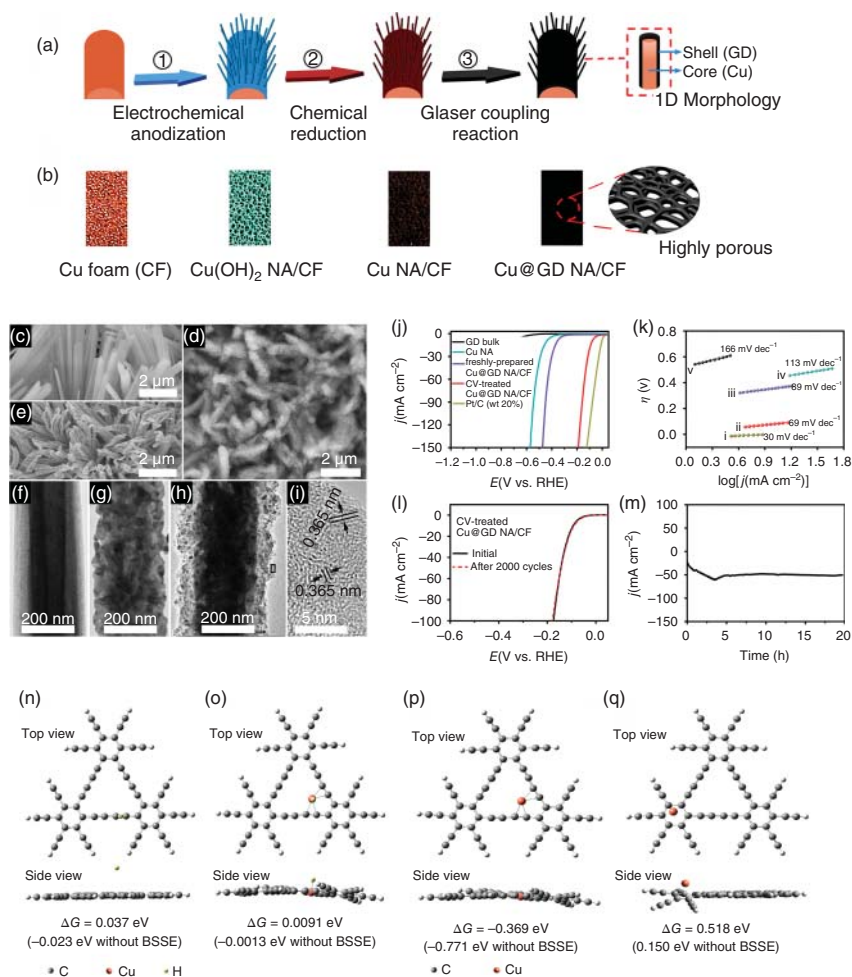 (a)
①
②
③
Shell (GD)
Core (Cu)
1D Morphology
Electrochemical
anodization
Chemical
reduction
Glaser coupling
reaction
(b)
Highly porous
Cu foam (CF)
Cu(OH)₂ NA/CF
Cu NA/CF
Cu@GD NA/CF
(c)
2 μm
(d)
2 μm
(e)
2 μm
(f)
200 nm
(g)
200 nm
(h)
200 nm
(i)
0.365 nm
0.365 nm
5 nm
(j)
0
−30
−60
−90
−120
−150
j(mA cm⁻²)
GD bulk
Cu NA
freshly-prepared
Cu@GD NA/CF
CV-treated
Cu@GD NA/CF
Pt/C (wt 20%)
−1.2 −1.0 −0.8 −0.6 −0.4 −0.2 0.0
E(V vs. RHE)
(k)
0.8
0.6
0.4
0.2
0.0
η (v)
166 mV dec⁻¹
v
113 mV dec⁻¹
iv
iii
89 mV dec⁻¹
ii
69 mV dec⁻¹
i
30 mV dec⁻¹
0.0 0.4 0.8 1.2 1.6 2.0
log[j(mA cm⁻²)]
(l)
0
−20
−40
−60
−80
−100
j(mA cm⁻²)
CV-treated
Cu@GD NA/CF
Initial
After 2000 cycles
−0.6 −0.4 −0.2 0.0
E(V vs. RHE)
(m)
100
50
0
−50
−100
−150
j(mA cm⁻²)
0 5 10 15 20
Time (h)
(n)
Top view
Side view
ΔG = 0.037 eV
(−0.023 eV without BSSE)
(o)
Top view
Side view
ΔG = 0.0091 eV
(−0.0013 eV without BSSE)
(p)
Top view
Side view
ΔG = −0.369 eV
(−0.771 eV without BSSE)
(q)
Top view
Side view
ΔG = 0.518 eV
(0.150 eV without BSSE)
C Cu H
C Cu